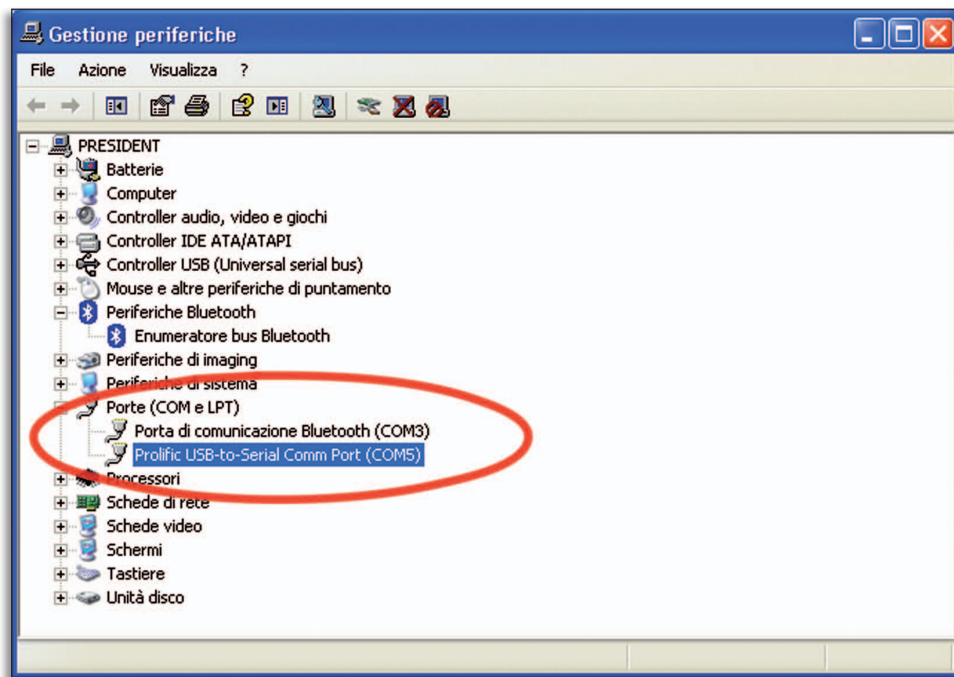 Gestione periferiche
File Azione Visualizza ?
PRESIDENT
Batterie
Computer
Controller audio, video e giochi
Controller IDE ATA/ATAPI
Controller USB (Universal serial bus)
Mouse e altre periferiche di puntamento
Periferiche Bluetooth
Enumeratore bus Bluetooth
Periferiche di imaging
Periferiche di sistema
Porte (COM e LPT)
Porta di comunicazione Bluetooth (COM3)
Prolific USB-to-Serial Comm Port (COM5)
Processori
Schede di rete
Schede video
Schermi
Tastiere
Unità disco